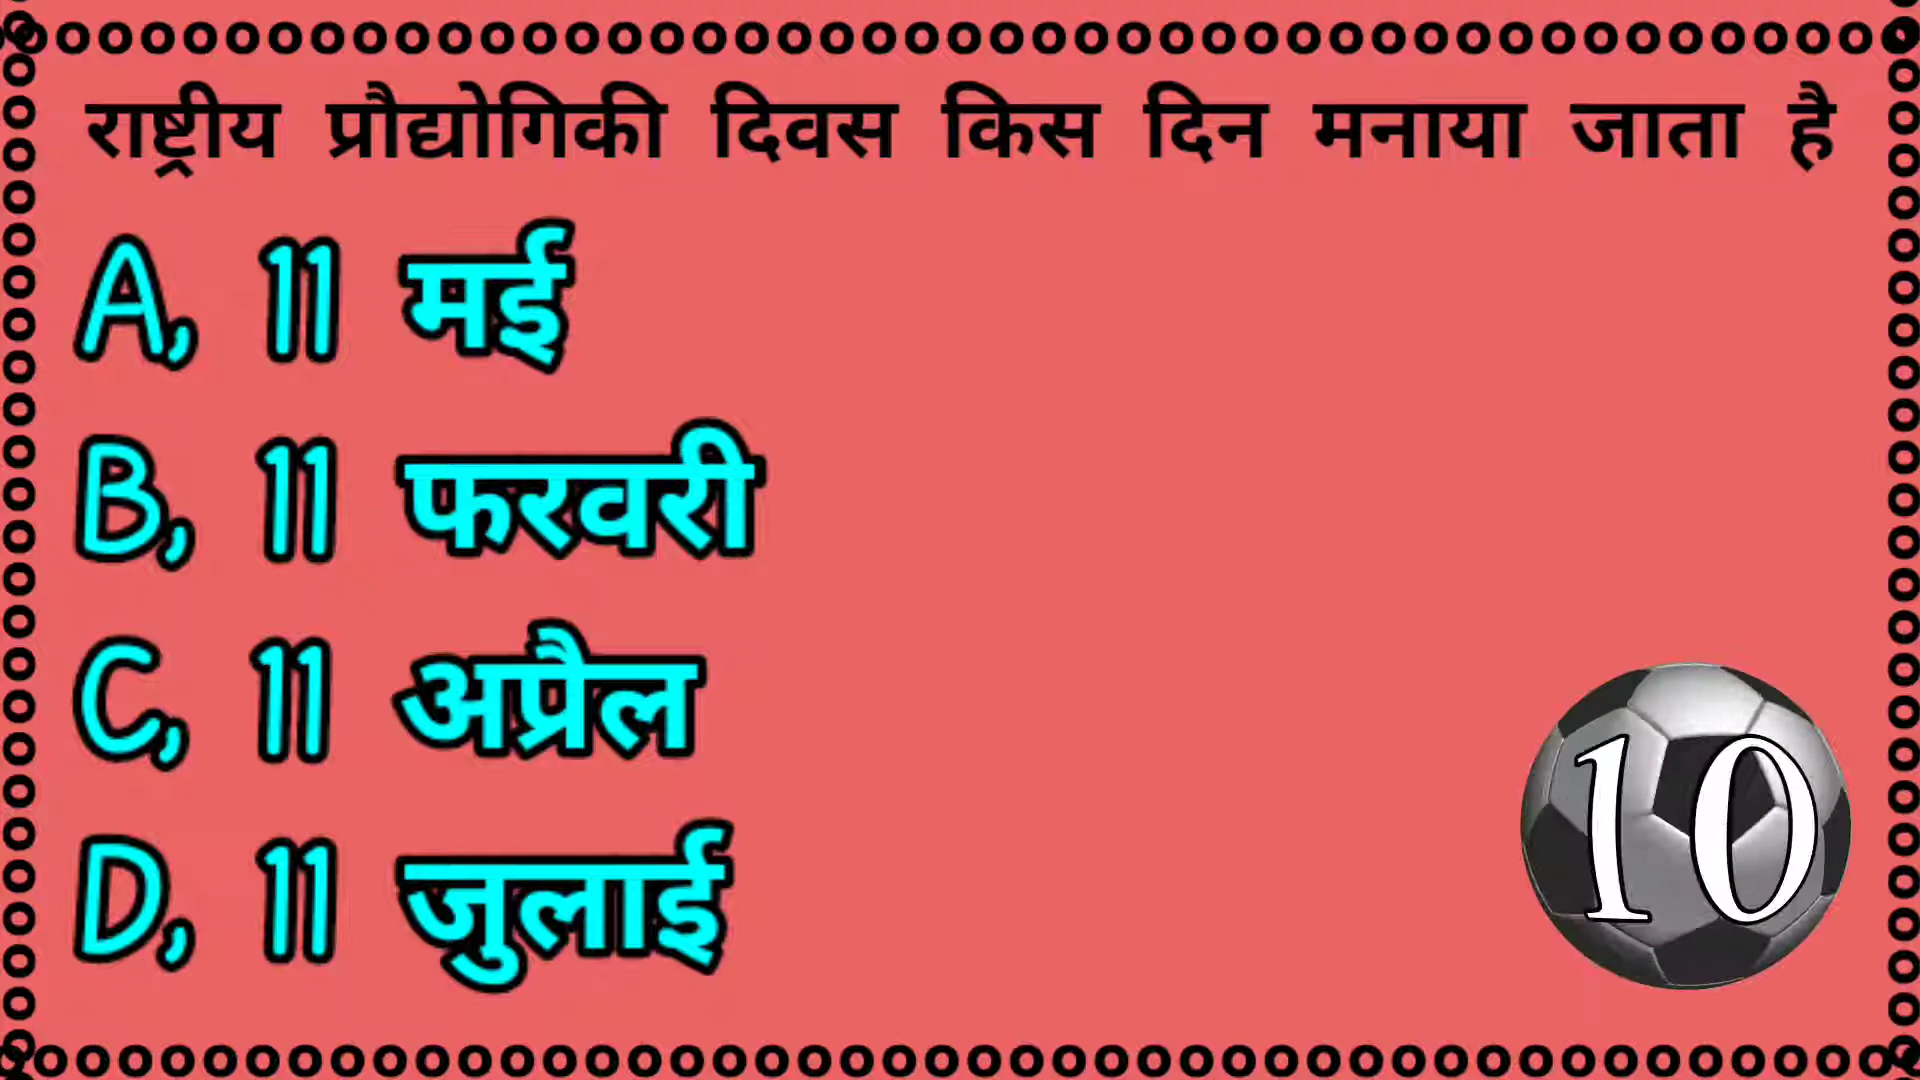 राष्ट्रीय प्रौद्योगिकी दिवस किस दिन मनाया जाता है
A, 11 मई
B, 11 फरवरी
C, 11 अप्रैल
D, 11 जुलाई
10